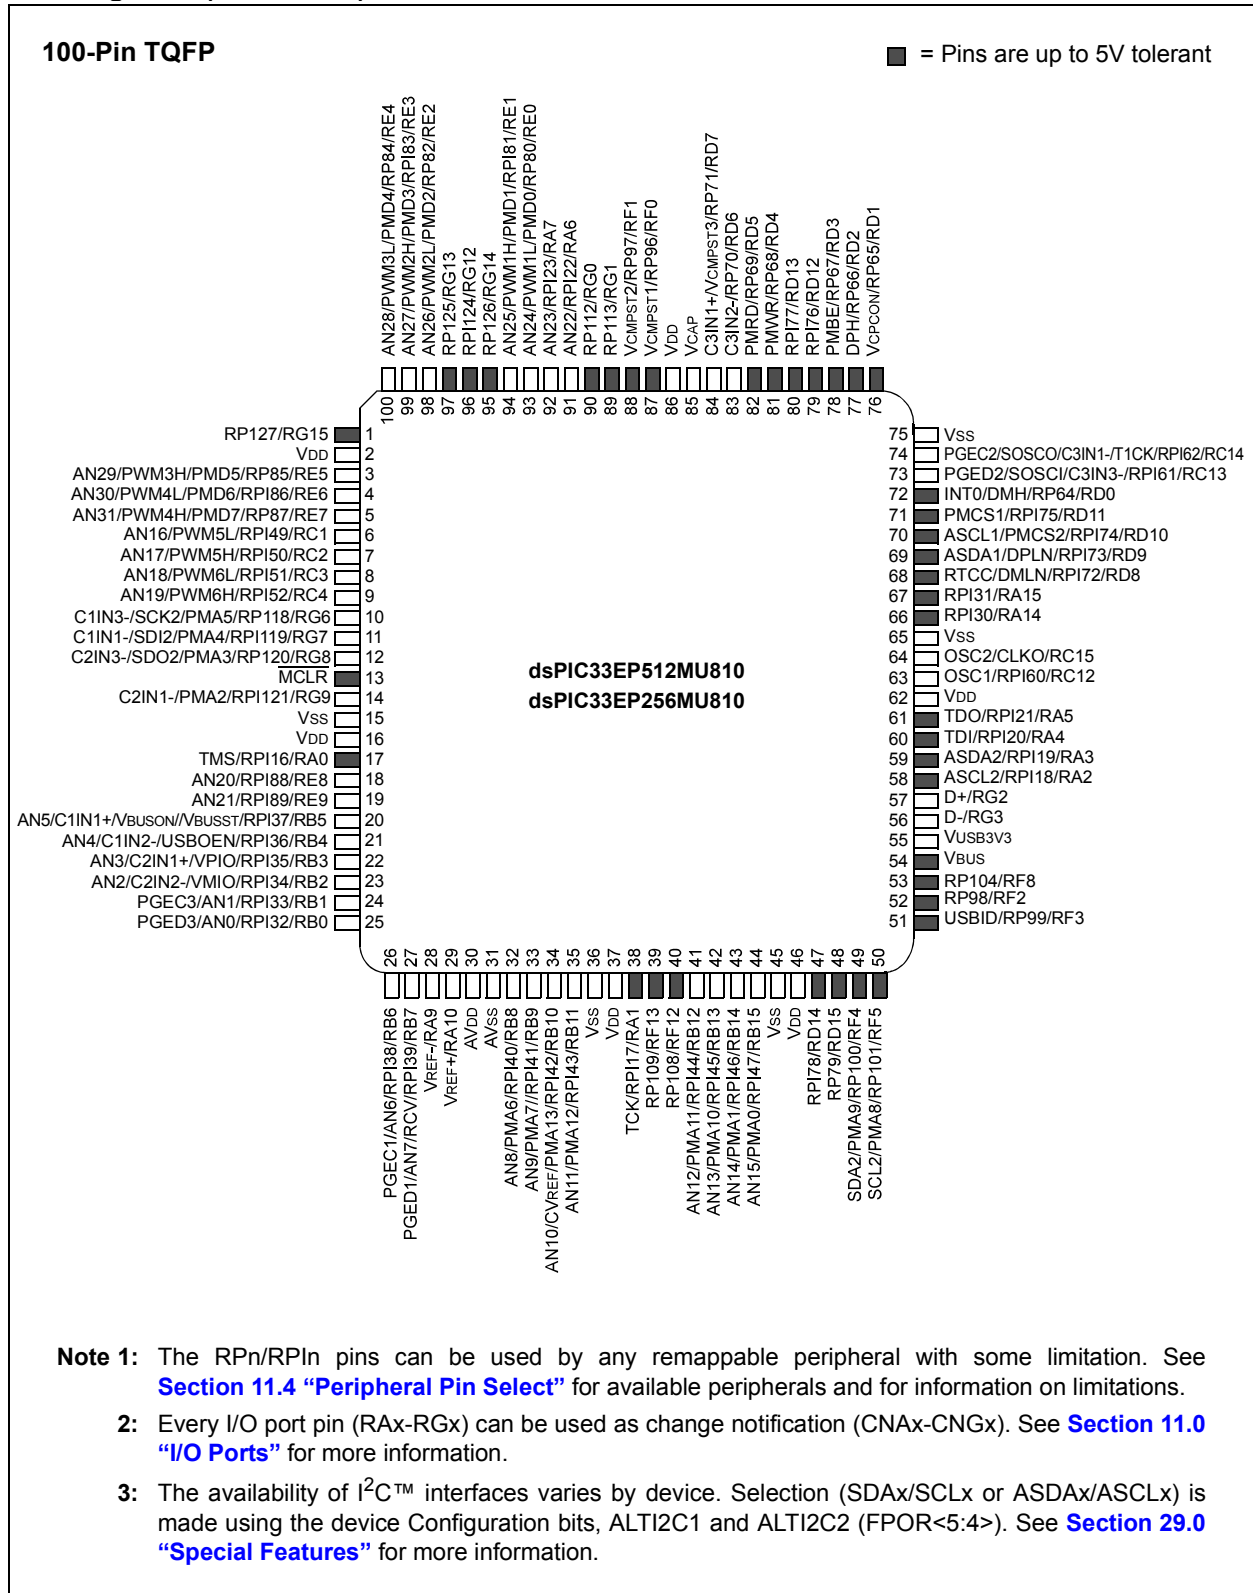 100-Pin TQFP
= Pins are up to 5V tolerant
AN28/PWM3L/PMD4/RP84/RE4
AN27/PWM2H/PMD3/RPI83/RE3
AN26/PWM2L/PMD2/RP82/RE2
RP125/RG13
RPI124/RG12
RP126/RG14
AN25/PWM1H/PMD1/RPI81/RE1
AN24/PWM1L/PMD0/RP80/RE0
AN23/RPI23/RA7
AN22/RPI22/RA6
RP112/RG0
RP113/RG1
VCMPST2/RP97/RF1
VCMPST1/RP96/RF0
VDD
VCAP
C3IN1+/VCMPST3/RP71/RD7
C3IN2-/RP70/RD6
PMRD/RP69/RD5
PMWR/RP68/RD4
RPI77/RD13
RPI76/RD12
PMBE/RP67/RD3
DPH/RP66/RD2
VCPCON/RP65/RD1
100 99 98 97 96 95 94 93 92 91 90 89 88 87 86 85 84 83 82 81 80 79 78 77 76
RP127/RG15 1
VDD 2
AN29/PWM3H/PMD5/RP85/RE5 3
AN30/PWM4L/PMD6/RPI86/RE6 4
AN31/PWM4H/PMD7/RP87/RE7 5
AN16/PWM5L/RPI49/RC1 6
AN17/PWM5H/RPI50/RC2 7
AN18/PWM6L/RPI51/RC3 8
AN19/PWM6H/RPI52/RC4 9
C1IN3-/SCK2/PMA5/RP118/RG6 10
C1IN1-/SDI2/PMA4/RPI119/RG7 11
C2IN3-/SDO2/PMA3/RP120/RG8 12
MCLR 13
C2IN1-/PMA2/RPI121/RG9 14
VSS 15
VDD 16
TMS/RPI16/RA0 17
AN20/RPI88/RE8 18
AN21/RPI89/RE9 19
AN5/C1IN1+/VBUSON//VBUSST/RPI37/RB5 20
AN4/C1IN2-/USBOEN/RPI36/RB4 21
AN3/C2IN1+/VPIO/RPI35/RB3 22
AN2/C2IN2-/VMIO/RPI34/RB2 23
PGEC3/AN1/RPI33/RB1 24
PGED3/AN0/RPI32/RB0 25
dsPIC33EP512MU810
dsPIC33EP256MU810
75 VSS
74 PGEC2/SOSCO/C3IN1-/T1CK/RPI62/RC14
73 PGED2/SOSCI/C3IN3-/RPI61/RC13
72 INT0/DMH/RP64/RD0
71 PMCS1/RPI75/RD11
70 ASCL1/PMCS2/RPI74/RD10
69 ASDA1/DPLN/RPI73/RD9
68 RTCC/DMLN/RPI72/RD8
67 RPI31/RA15
66 RPI30/RA14
65 VSS
64 OSC2/CLKO/RC15
63 OSC1/RPI60/RC12
62 VDD
61 TDO/RPI21/RA5
60 TDI/RPI20/RA4
59 ASDA2/RPI19/RA3
58 ASCL2/RPI18/RA2
57 D+/RG2
56 D-/RG3
55 VUSB3V3
54 VBUS
53 RP104/RF8
52 RP98/RF2
51 USBID/RP99/RF3
26 27 28 29 30 31 32 33 34 35 36 37 38 39 40 41 42 43 44 45 46 47 48 49 50
PGEC1/AN6/RPI38/RB6
PGED1/AN7/RCV/RPI39/RB7
VREF-/RA9
VREF+/RA10
AVDD
AVSS
AN8/PMA6/RPI40/RB8
AN9/PMA7//RPI41/RB9
AN10/CVREF/PMA13/RPI42/RB10
AN11/PMA12/RPI43/RB11
VSS
VDD
TCK/RPI17/RA1
RP109/RF13
RP108/RF12
AN12/PMA11/RPI44/RB12
AN13/PMA10/RPI45/RB13
AN14/PMA1/RPI46/RB14
AN15/PMA0/RPI47/RB15
VSS
VDD
RPI78/RD14
RP79/RD15
SDA2/PMA9/RP100/RF4
SCL2/PMA8/RP101/RF5
Note 1: The RPn/RPIn pins can be used by any remappable peripheral with some limitation. See
Section 11.4 “Peripheral Pin Select” for available peripherals and for information on limitations.
2: Every I/O port pin (RAx-RGx) can be used as change notification (CNAx-CNGx). See Section 11.0
“I/O Ports” for more information.
3: The availability of I2C™ interfaces varies by device. Selection (SDAx/SCLx or ASDAx/ASCLx) is
made using the device Configuration bits, ALTI2C1 and ALTI2C2 (FPOR<5:4>). See Section 29.0
“Special Features” for more information.